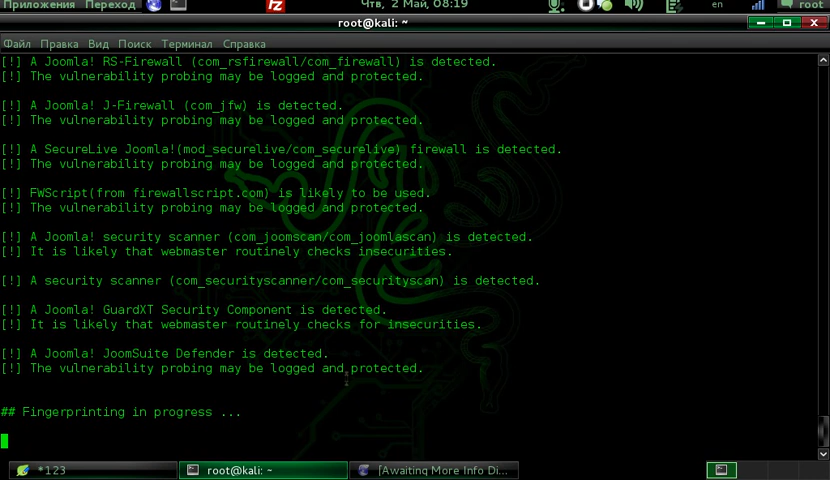 Приложения Переход Чтв, 2 Май, 08:19 en root
root@kali: ~
Файл Правка Вид Поиск Терминал Справка
[!] A Joomla! RS-Firewall (com_rsfirewall/com_firewall) is detected.
[!] The vulnerability probing may be logged and protected.
[!] A Joomla! J-Firewall (com_jfw) is detected.
[!] The vulnerability probing may be logged and protected.
[!] A SecureLive Joomla!(mod_securelive/com_securelive) firewall is detected.
[!] The vulnerability probing may be logged and protected.
[!] FWScript(from firewallscript.com) is likely to be used.
[!] The vulnerability probing may be logged and protected.
[!] A Joomla! security scanner (com_joomscan/com_joomlascan) is detected.
[!] It is likely that webmaster routinely checks insecurities.
[!] A security scanner (com_securityscanner/com_securityscan) is detected.
[!] A Joomla! GuardXT Security Component is detected.
[!] It is likely that webmaster routinely checks for insecurities.
[!] A Joomla! JoomSuite Defender is detected.
[!] The vulnerability probing may be logged and protected.
## Fingerprinting in progress ...
*123 root@kali: ~ [Awaiting More Info Di...